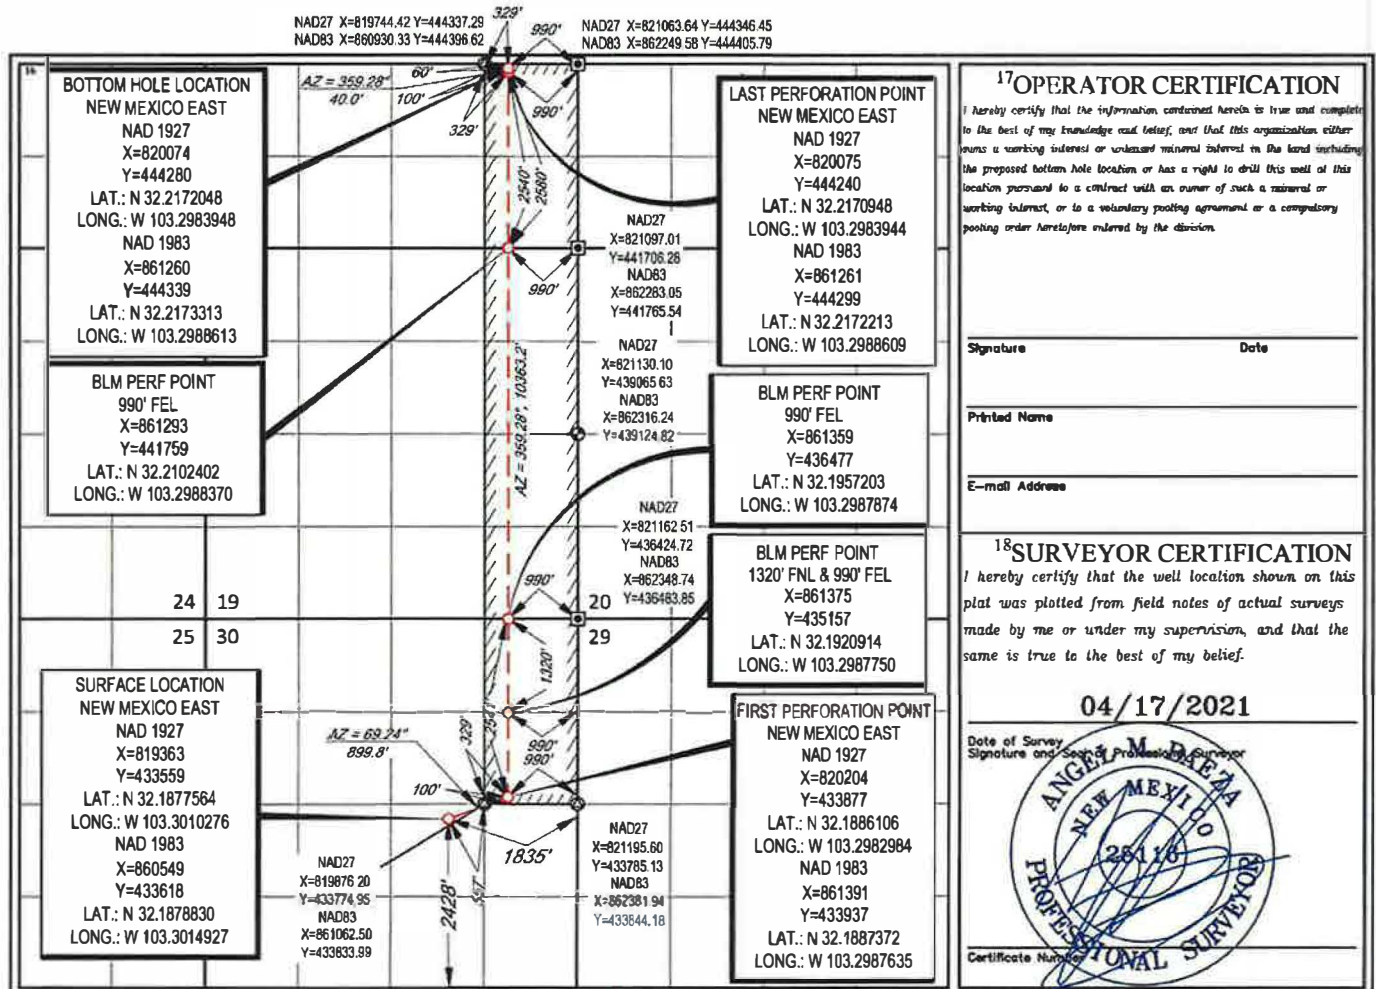 NAD27 X=819744.42 Y=444337.29
NAD83 X=860930.33 Y=444396.62
329'
990'
NAD27 X=821063.64 Y=444346.45
NAD83 X=862249.58 Y=444405.79
16
BOTTOM HOLE LOCATION
NEW MEXICO EAST
NAD 1927
X=820074
Y=444280
LAT.: N 32.2172048
LONG.: W 103.2983948
NAD 1983
X=861260
Y=444339
LAT.: N 32.2173313
LONG.: W 103.2988613
AZ = 359.28°
40.0'
60'
100'
329'
990'
2540'
2580'
LAST PERFORATION POINT
NEW MEXICO EAST
NAD 1927
X=820075
Y=444240
LAT.: N 32.2170948
LONG.: W 103.2983944
NAD 1983
X=861261
Y=444299
LAT.: N 32.2172213
LONG.: W 103.2988609
NAD27
X=821097.01
Y=441706.28
NAD83
X=862283.05
Y=441765.54
990'
BLM PERF POINT
990' FEL
X=861293
Y=441759
LAT.: N 32.2102402
LONG.: W 103.2988370
AZ = 359.28°, 10363.2'
NAD27
X=821130.10
Y=439065.63
NAD83
X=862316.24
Y=439124.82
BLM PERF POINT
990' FEL
X=861359
Y=436477
LAT.: N 32.1957203
LONG.: W 103.2987874
NAD27
X=821162.51
Y=436424.72
NAD83
X=862348.74
Y=436483.85
BLM PERF POINT
1320' FNL & 990' FEL
X=861375
Y=435157
LAT.: N 32.1920914
LONG.: W 103.2987750
24 19
25 30
20
29
990'
1320'
SURFACE LOCATION
NEW MEXICO EAST
NAD 1927
X=819363
Y=433559
LAT.: N 32.1877564
LONG.: W 103.3010276
NAD 1983
X=860549
Y=433618
LAT.: N 32.1878830
LONG.: W 103.3014927
AZ = 69.24°
899.8'
329'
2541'
990'
990'
100'
1835'
557'
2428'
NAD27
X=819876.20
Y=433774.95
NAD83
X=861062.50
Y=433833.99
NAD27
X=821195.60
Y=433785.13
NAD83
X=862381.94
Y=433844.18
FIRST PERFORATION POINT
NEW MEXICO EAST
NAD 1927
X=820204
Y=433877
LAT.: N 32.1886106
LONG.: W 103.2982984
NAD 1983
X=861391
Y=433937
LAT.: N 32.1887372
LONG.: W 103.2987635
17OPERATOR CERTIFICATION
I hereby certify that the information contained herein is true and complete
to the best of my knowledge and belief, and that this organization either
owns a working interest or unleased mineral interest in the land including
the proposed bottom hole location or has a right to drill this well at this
location pursuant to a contract with an owner of such a mineral or
working interest, or to a voluntary pooling agreement or a compulsory
pooling order heretofore entered by the division.
Signature Date
Printed Name
E-mail Address
18SURVEYOR CERTIFICATION
I hereby certify that the well location shown on this
plat was plotted from field notes of actual surveys
made by me or under my supervision, and that the
same is true to the best of my belief.
04/17/2021
Date of Survey
Signature and Seal of Professional Surveyor
ANGEL M. BAEZA
NEW MEXICO
25116
PROFESSIONAL SURVEYOR
Certificate Number